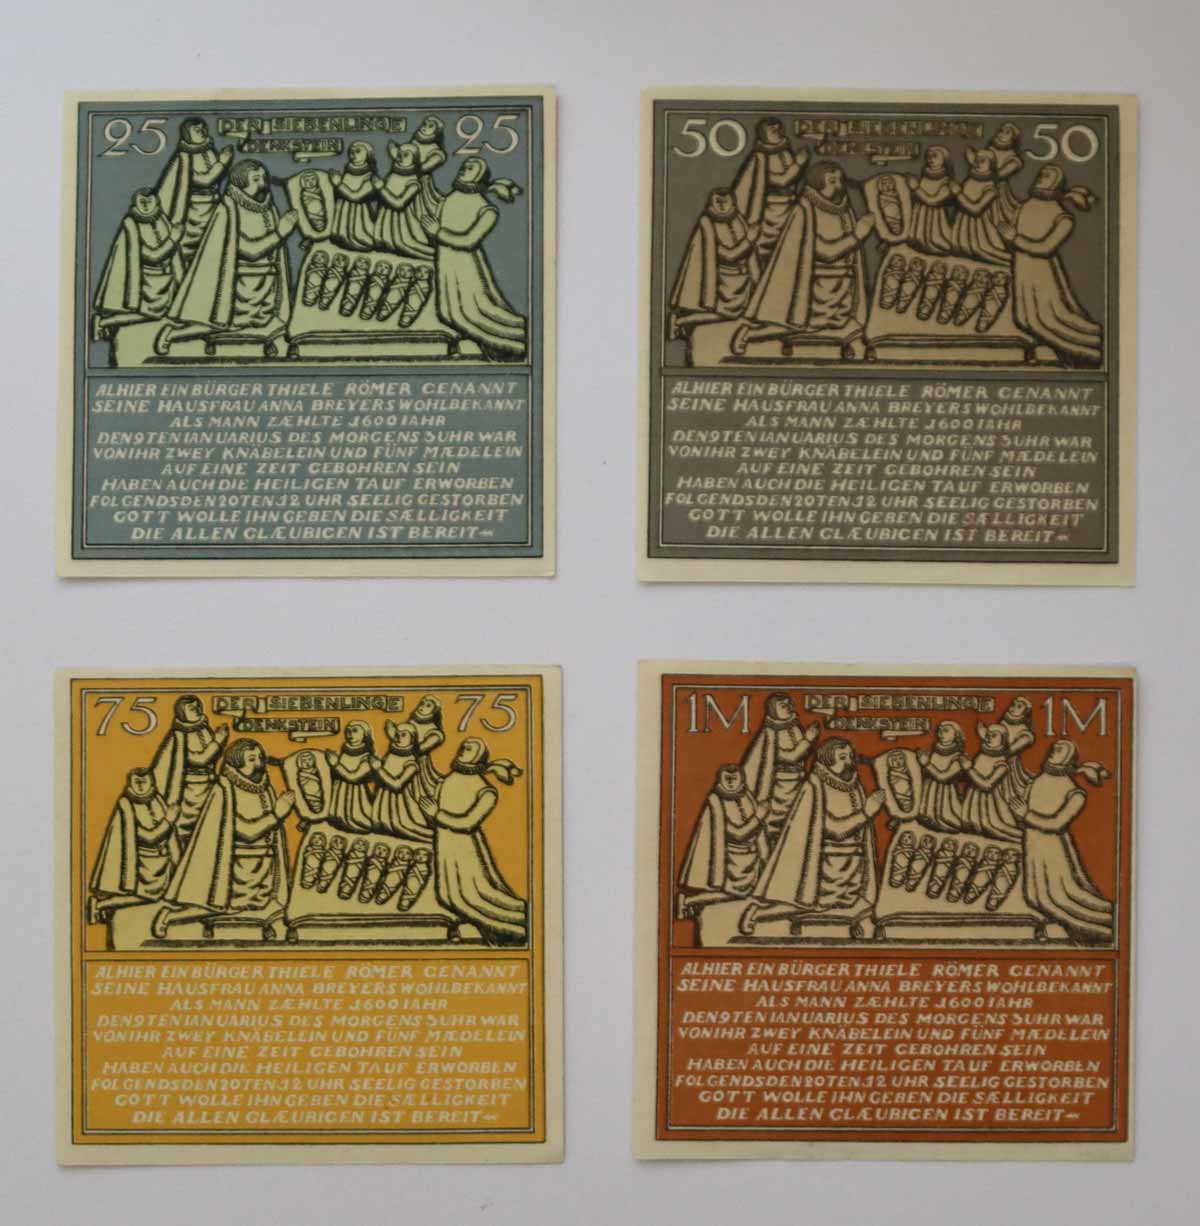 25 DER SIEBENLINGE 25
DENKSTEIN
ALHIER EIN BÜRGER THIELE RÖMER GENANNT
SEINE HAUSFRAU ANNA BREYERS WOHLBEKANNT
ALS MANN ZÆHLTE 1600 IAHR
DEN 9TEN IANUARIUS DES MORGENS 3 UHR WAR
VON IHR ZWEY KNÄBELEIN UND FÜNF MÆDELEIN
AUF EINE ZEIT GEBOHREN SEIN
HABEN AUCH DIE HEILIGEN TAUF ERWORBEN
FOLGENDS DEN 20TEN 12 UHR SEELIG GESTORBEN
GOTT WOLLE IHN GEBEN DIE SÆLLIGKEIT
DIE ALLEN GLÆUBIGEN IST BEREIT
50 DER SIEBENLINGE 50
DENKSTEIN
ALHIER EIN BÜRGER THIELE RÖMER GENANNT
SEINE HAUSFRAU ANNA BREYERS WOHLBEKANNT
ALS MANN ZÆHLTE 1600 IAHR
DEN 9TEN IANUARIUS DES MORGENS 3 UHR WAR
VON IHR ZWEY KNÄBELEIN UND FÜNF MÆDELEIN
AUF EINE ZEIT GEBOHREN SEIN
HABEN AUCH DIE HEILIGEN TAUF ERWORBEN
FOLGENDS DEN 20TEN 12 UHR SEELIG GESTORBEN
GOTT WOLLE IHN GEBEN DIE SÆLLIGKEIT
DIE ALLEN GLÆUBIGEN IST BEREIT
75 DER SIEBENLINGE 75
DENKSTEIN
ALHIER EIN BÜRGER THIELE RÖMER GENANNT
SEINE HAUSFRAU ANNA BREYERS WOHLBEKANNT
ALS MANN ZÆHLTE 1600 IAHR
DEN 9TEN IANUARIUS DES MORGENS 3 UHR WAR
VON IHR ZWEY KNÄBELEIN UND FÜNF MÆDELEIN
AUF EINE ZEIT GEBOHREN SEIN
HABEN AUCH DIE HEILIGEN TAUF ERWORBEN
FOLGENDS DEN 20TEN 12 UHR SEELIG GESTORBEN
GOTT WOLLE IHN GEBEN DIE SÆLLIGKEIT
DIE ALLEN GLÆUBIGEN IST BEREIT
1M DER SIEBENLINGE 1M
DENKSTEIN
ALHIER EIN BÜRGER THIELE RÖMER GENANNT
SEINE HAUSFRAU ANNA BREYERS WOHLBEKANNT
ALS MANN ZÆHLTE 1600 IAHR
DEN 9TEN IANUARIUS DES MORGENS 3 UHR WAR
VON IHR ZWEY KNÄBELEIN UND FÜNF MÆDELEIN
AUF EINE ZEIT GEBOHREN SEIN
HABEN AUCH DIE HEILIGEN TAUF ERWORBEN
FOLGENDS DEN 20TEN 12 UHR SEELIG GESTORBEN
GOTT WOLLE IHN GEBEN DIE SÆLLIGKEIT
DIE ALLEN GLÆUBIGEN IST BEREIT